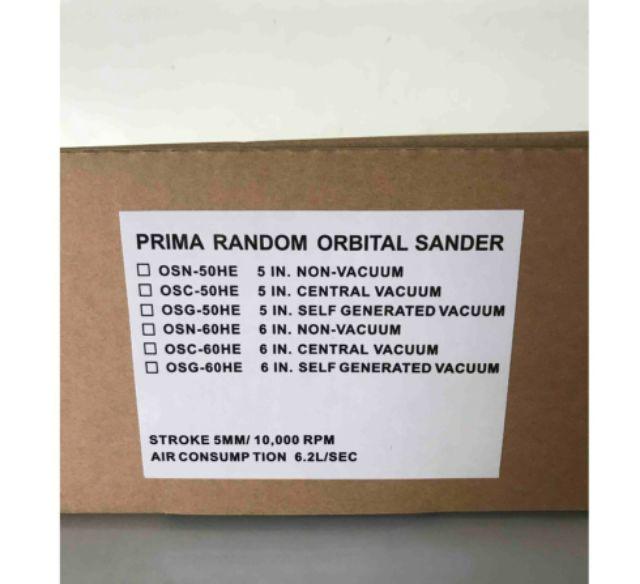 PRIMA RANDOM ORBITAL SANDER
☐ OSN-50HE 5 IN. NON-VACUUM
☐ OSC-50HE 5 IN. CENTRAL VACUUM
☐ OSG-50HE 5 IN. SELF GENERATED VACUUM
☐ OSN-60HE 6 IN. NON-VACUUM
☐ OSC-60HE 6 IN. CENTRAL VACUUM
☐ OSG-60HE 6 IN. SELF GENERATED VACUUM
STROKE 5MM/ 10,000 RPM
AIR CONSUMP TION 6.2L/SEC